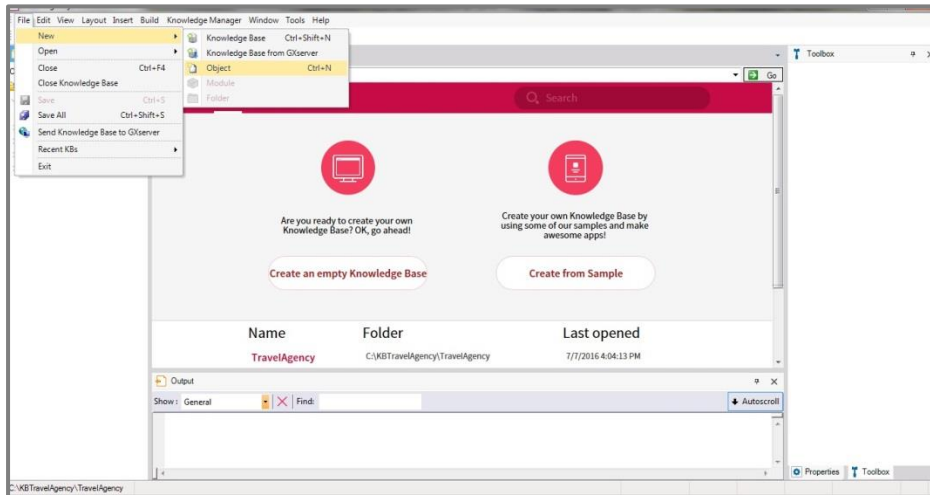 File Edit View Layout Insert Build Knowledge Manager Window Tools Help
New
Open
Close Ctrl+F4
Close Knowledge Base
Save Ctrl+S
Save All Ctrl+Shift+S
Send Knowledge Base to GXserver
Recent KBs
Exit
Knowledge Base Ctrl+Shift+N
Knowledge Base from GXserver
Object Ctrl+N
Module
Folder
Go
Search
Are you ready to create your own
Knowledge Base? OK, go ahead!
Create an empty Knowledge Base
Create your own Knowledge Base by
using some of our samples and make
awesome apps!
Create from Sample
Name Folder Last opened
TravelAgency C:\KBTravelAgency\TravelAgency 7/7/2016 4:04:13 PM
Output
Show: General Find: Autoscroll
Toolbox
Properties Toolbox
C:\KBTravelAgency\TravelAgency